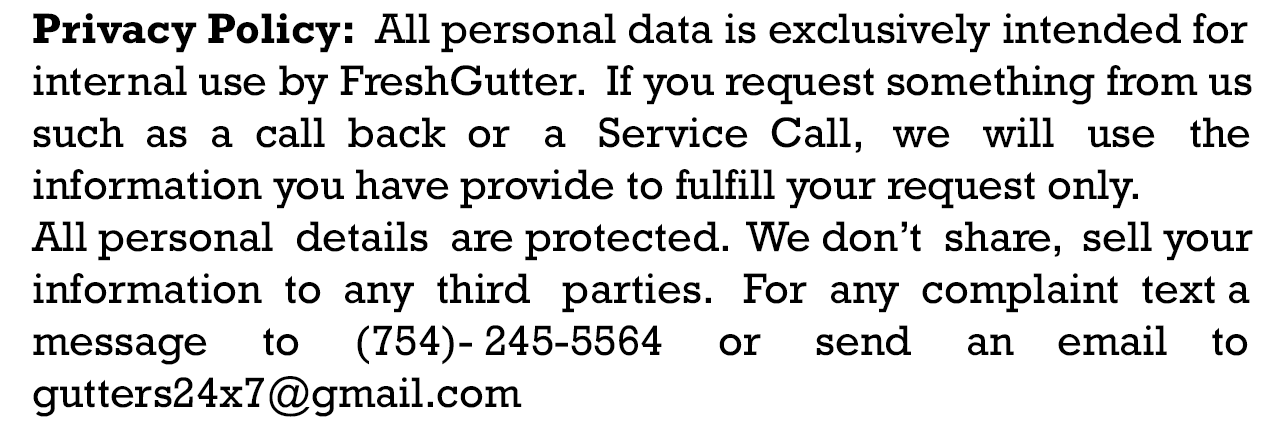 Privacy Policy: All personal data is exclusively intended for
internal use by FreshGutter. If you request something from us
such as a call back or a Service Call, we will use the
information you have provide to fulfill your request only.
All personal details are protected. We don’t share, sell your
information to any third parties. For any complaint text a
message to (754)- 245-5564 or send an email to
gutters24x7@gmail.com